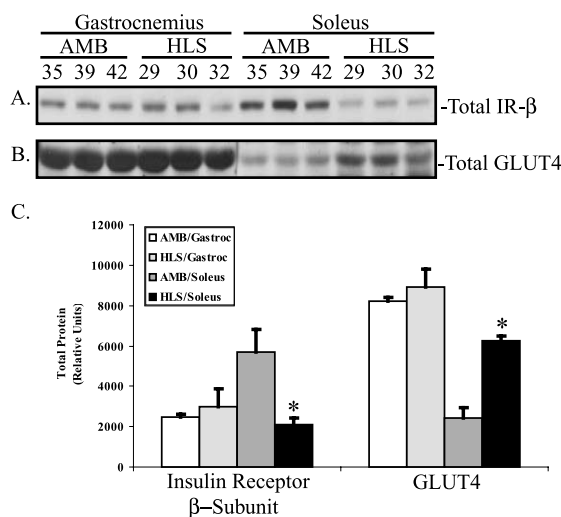 Gastrocnemius Soleus
AMB HLS AMB HLS
35 39 42 29 30 32 35 39 42 29 30 32
A. -Total IR-β
B. -Total GLUT4
C.
12000
10000
8000
6000
4000
2000
0
Total Protein
(Relative Units)
AMB/Gastroc
HLS/Gastroc
AMB/Soleus
HLS/Soleus
*
*
Insulin Receptor
β–Subunit
GLUT4